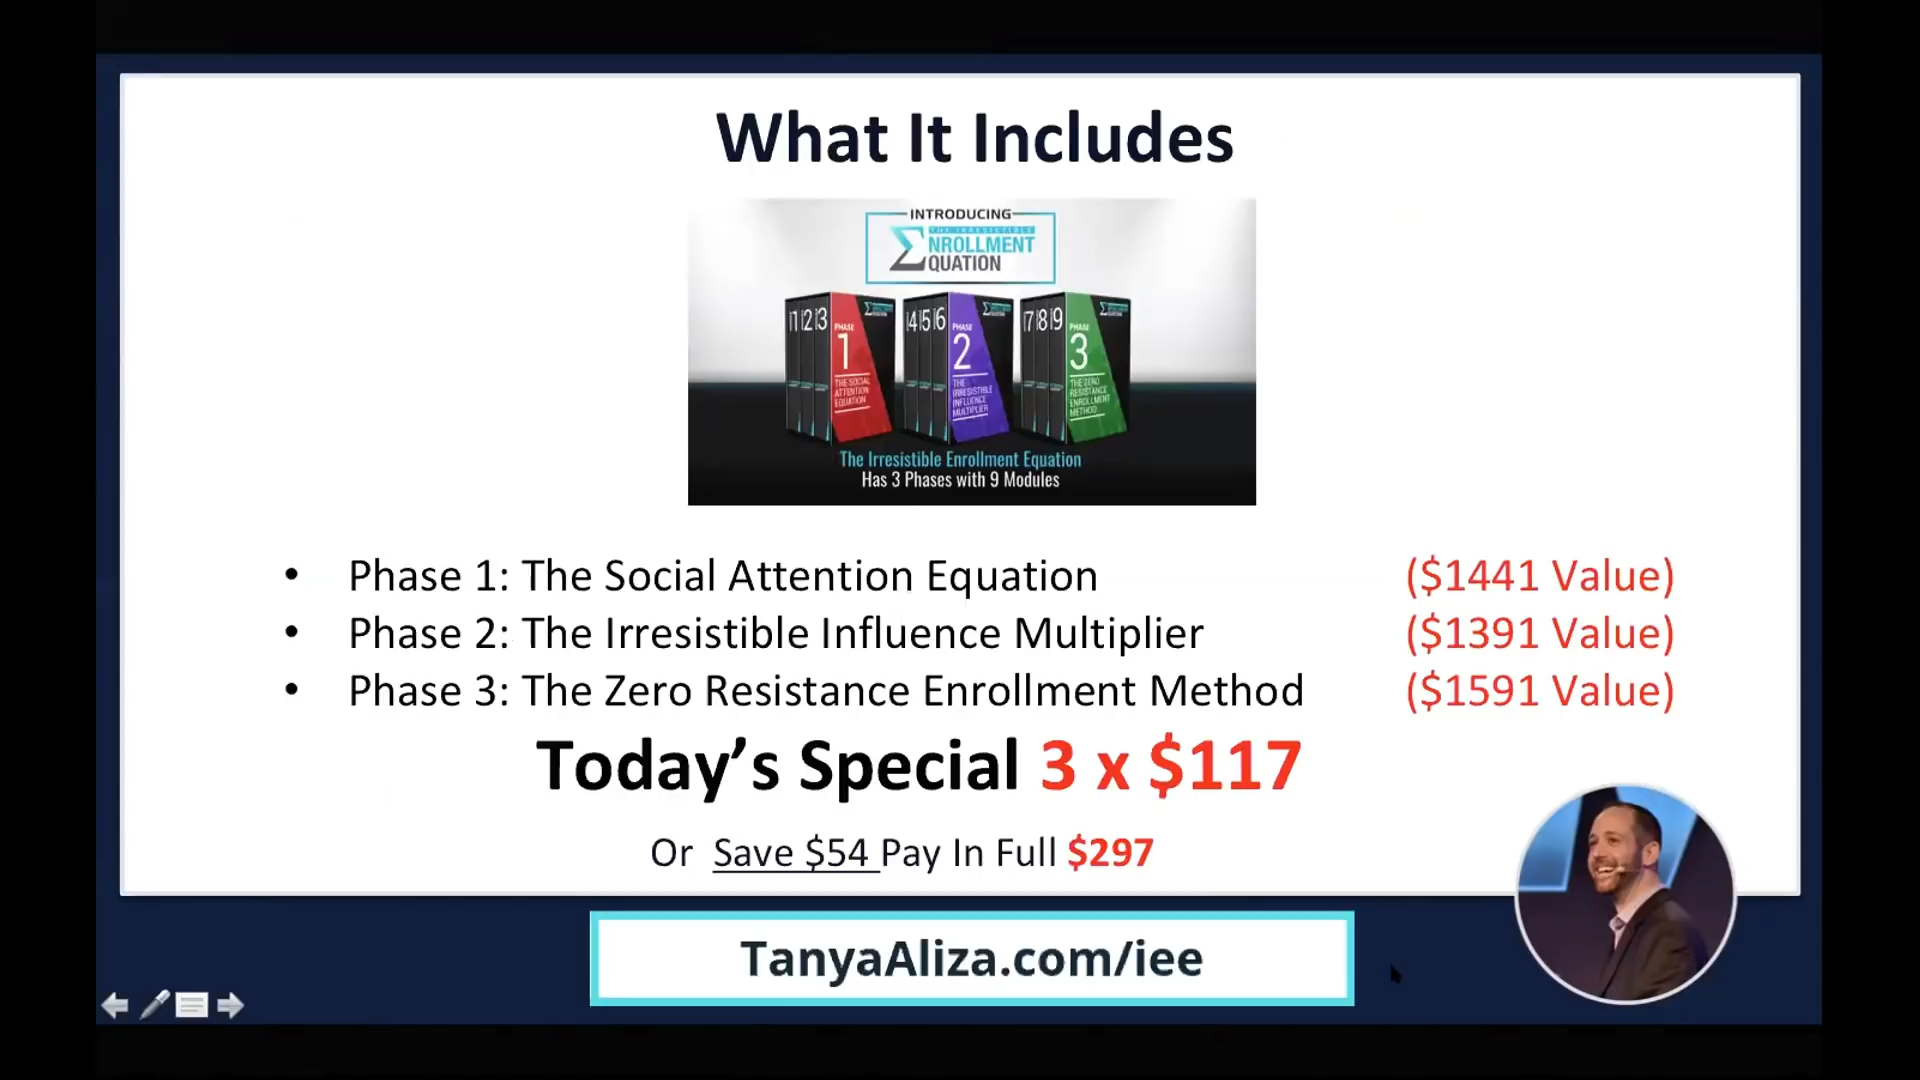 What It Includes
INTRODUCING
THE IRRESISTIBLE
ΣNROLLMENT
QUATION
1 2 3
PHASE
1
THE SOCIAL
ATTENTION
EQUATION
4 5 6
PHASE
2
THE
IRRESISTIBLE
INFLUENCE
MULTIPLIER
7 8 9
PHASE
3
THE ZERO
RESISTANCE
ENROLLMENT
METHOD
The Irresistible Enrollment Equation
Has 3 Phases with 9 Modules
• Phase 1: The Social Attention Equation ($1441 Value)
• Phase 2: The Irresistible Influence Multiplier ($1391 Value)
• Phase 3: The Zero Resistance Enrollment Method ($1591 Value)
Today’s Special 3 x $117
Or Save $54 Pay In Full $297
TanyaAliza.com/iee